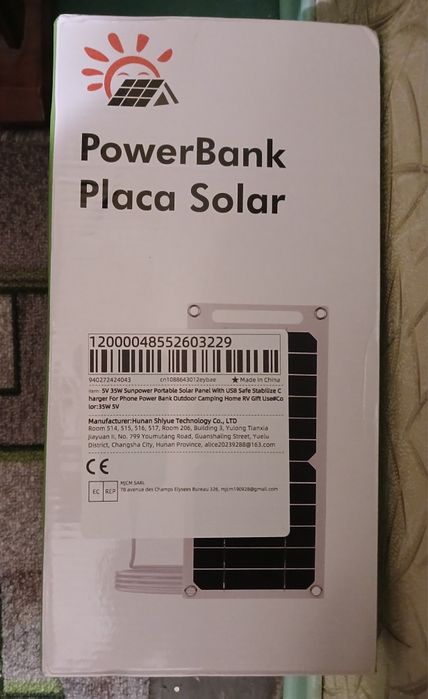 PowerBank
Placa Solar
12000048552603229
940272424043 cn1088643012eybae ★ Made in China
Item: 5V 35W Sunpower Portable Solar Panel With USB Safe Stabilize C
harger For Phone Power Bank Outdoor Camping Home RV Gift Use#Co
lor:35W 5V
Manufacturer:Hunan Shiyue Technology Co., LTD
Room 514, 515, 516, 517, Room 206, Building 3, Yulong Tianxia
Jiayuan II, No. 799 Youmutang Road, Guanshaling Street, Yuelu
District, Changsha City, Hunan Province, alice20239288@163.com
CE
EC REP
MJCM SARL
78 avenue des Champs Elysees Bureau 326, mjcm190928@gmail.com